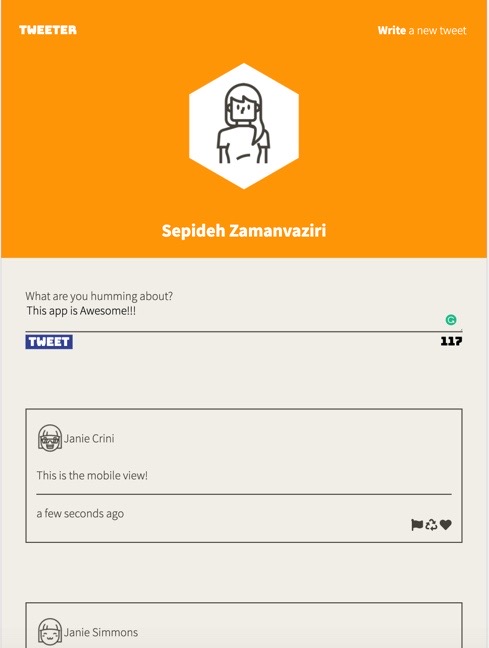 TWEETER
Write a new tweet
Sepideh Zamanvaziri
What are you humming about?
This app is Awesome!!!
TWEET
117
Janie Crini
This is the mobile view!
a few seconds ago
Janie Simmons